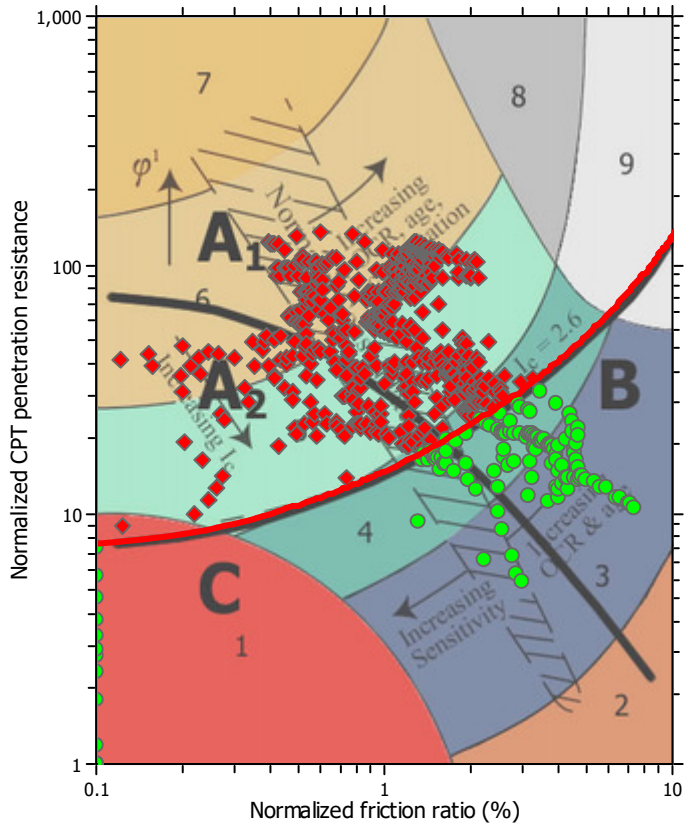 1,000
100
10
1
Normalized CPT penetration resistance
7
8
9
φ¹
Non
Increasing
OCR, age,
A₁
6
Increasing Ic
A₂
Ic = 2.6
B
4
Increasing
OCR & age
3
C
1
Increasing
Sensitivity
2
0.1
1
10
Normalized friction ratio (%)